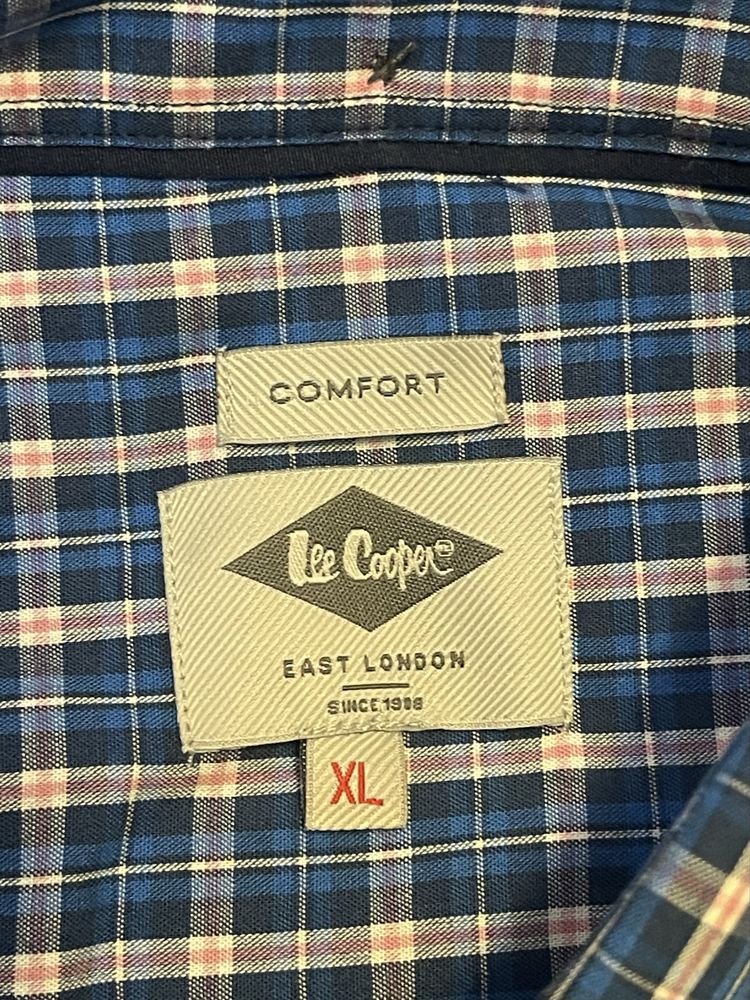 COMFORT
Lee Cooper
EAST LONDON
SINCE 1908
XL